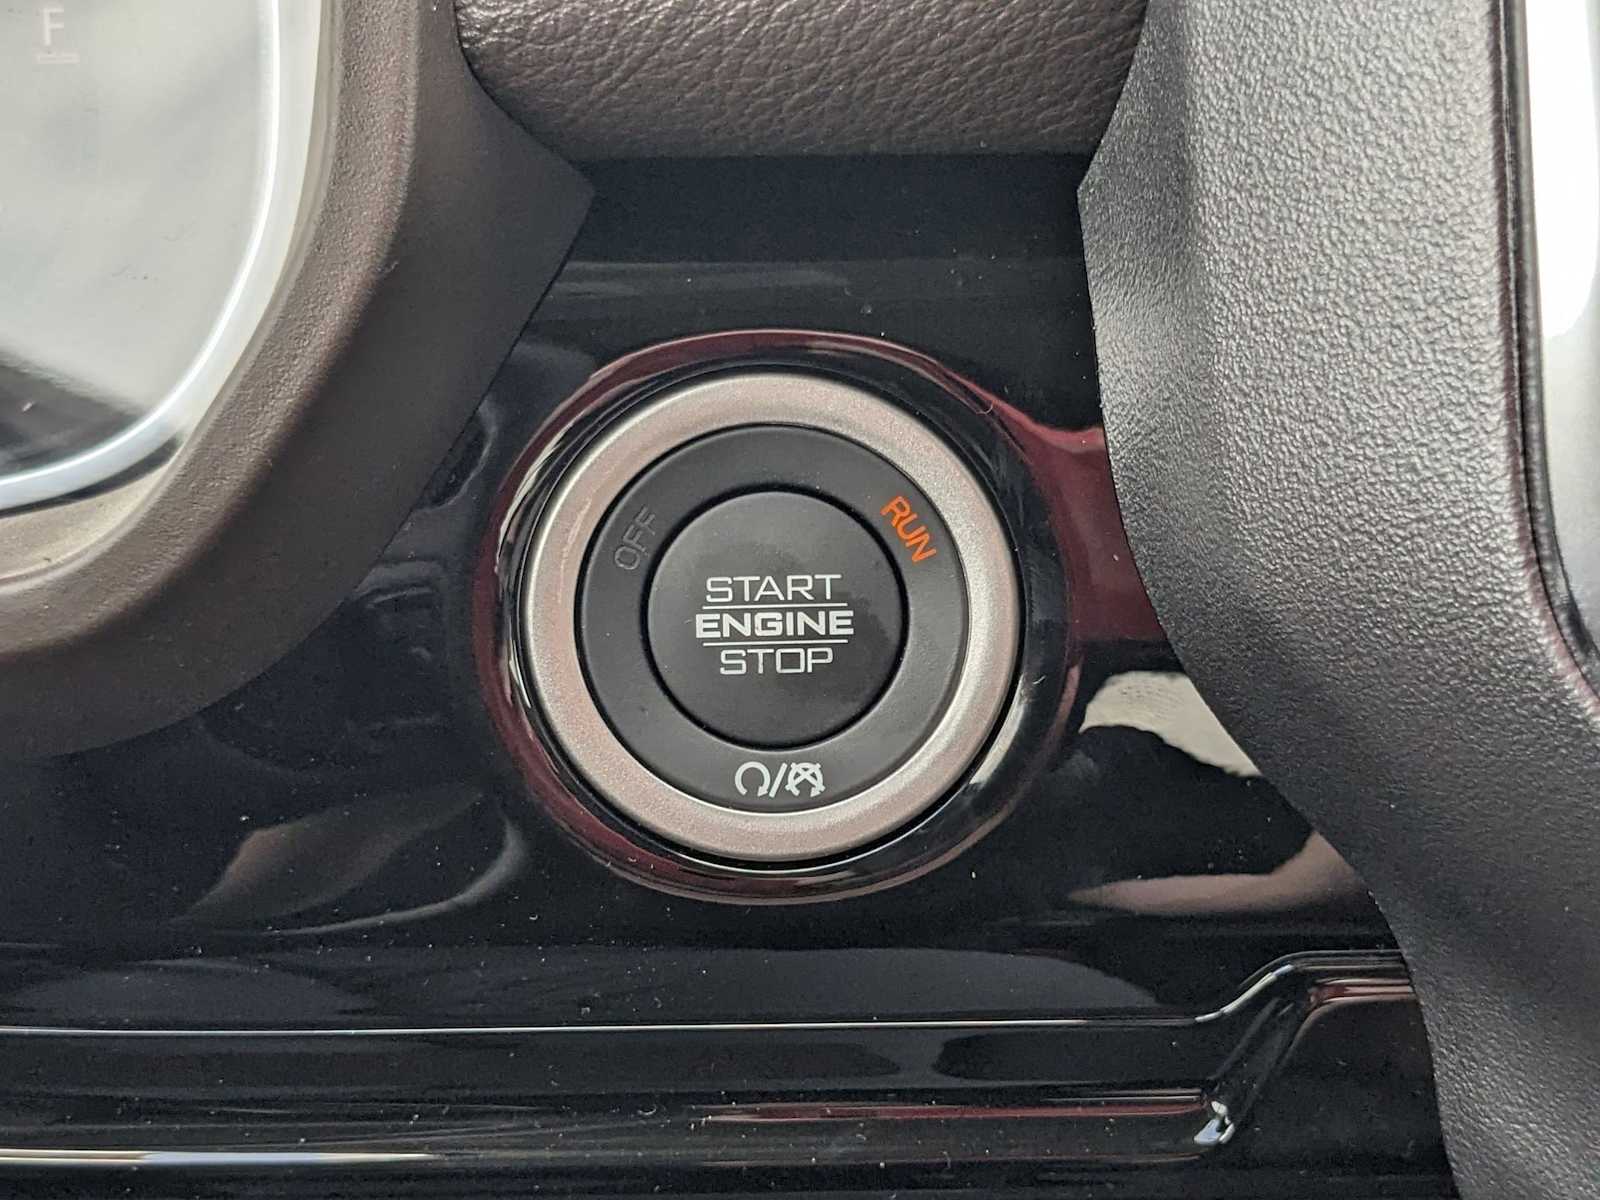 F
OFF
RUN
START
ENGINE
STOP